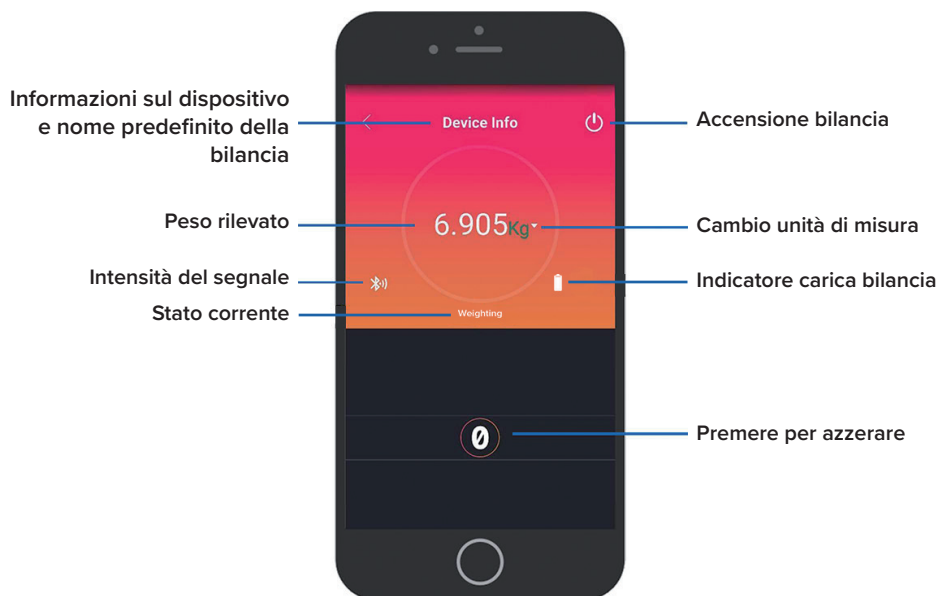 Informazioni sul dispositivo
e nome predefinito della
bilancia
Device Info
Accensione bilancia
Peso rilevato
6.905Kg
Cambio unità di misura
Intensità del segnale
Indicatore carica bilancia
Stato corrente
Weighting
0
Premere per azzerare